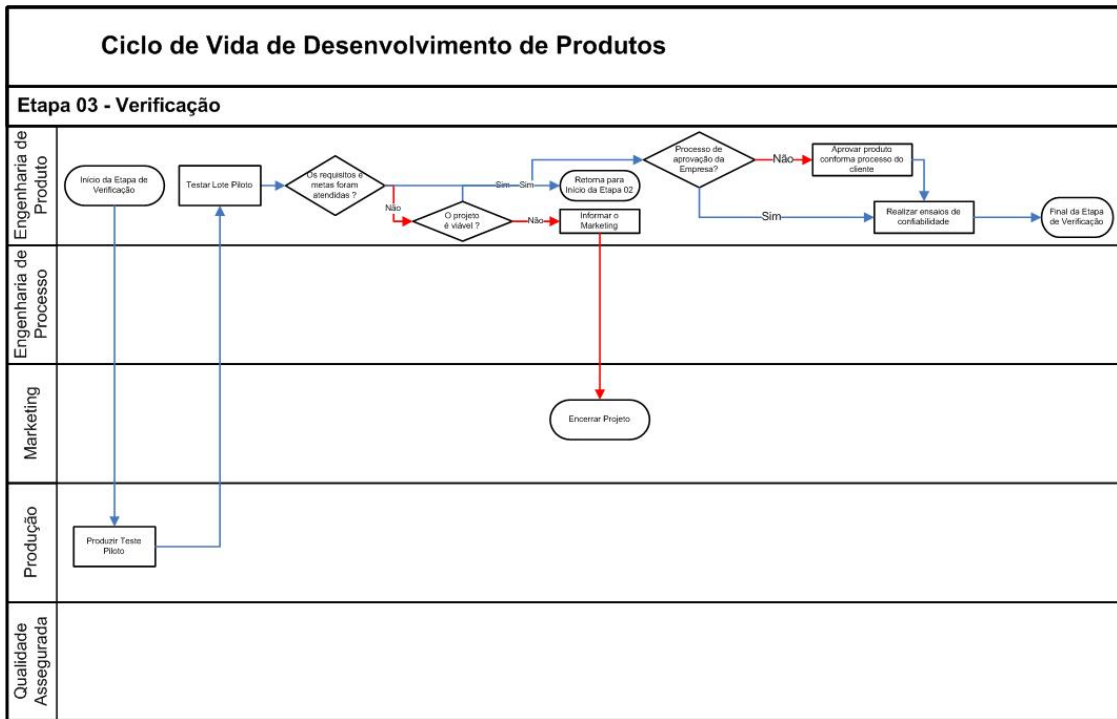 Ciclo de Vida de Desenvolvimento de Produtos
Etapa 03 - Verificação
Engenharia de
Produto
Início da Etapa de
Verificação
Testar Lote Piloto
Os requisitos e
metas foram
atendidas ?
Não
O projeto
é viável ?
Sim
Sim
Não
Retorna para
Início da Etapa 02
Informar o
Marketing
Processo de
aprovação da
Empresa?
Não
Sim
Aprovar produto
conforma processo do
cliente
Realizar ensaios de
confiabilidade
Final da Etapa
de Verificação
Engenharia de
Processo
Marketing
Encerrar Projeto
Produção
Produzir Teste
Piloto
Qualidade
Assegurada